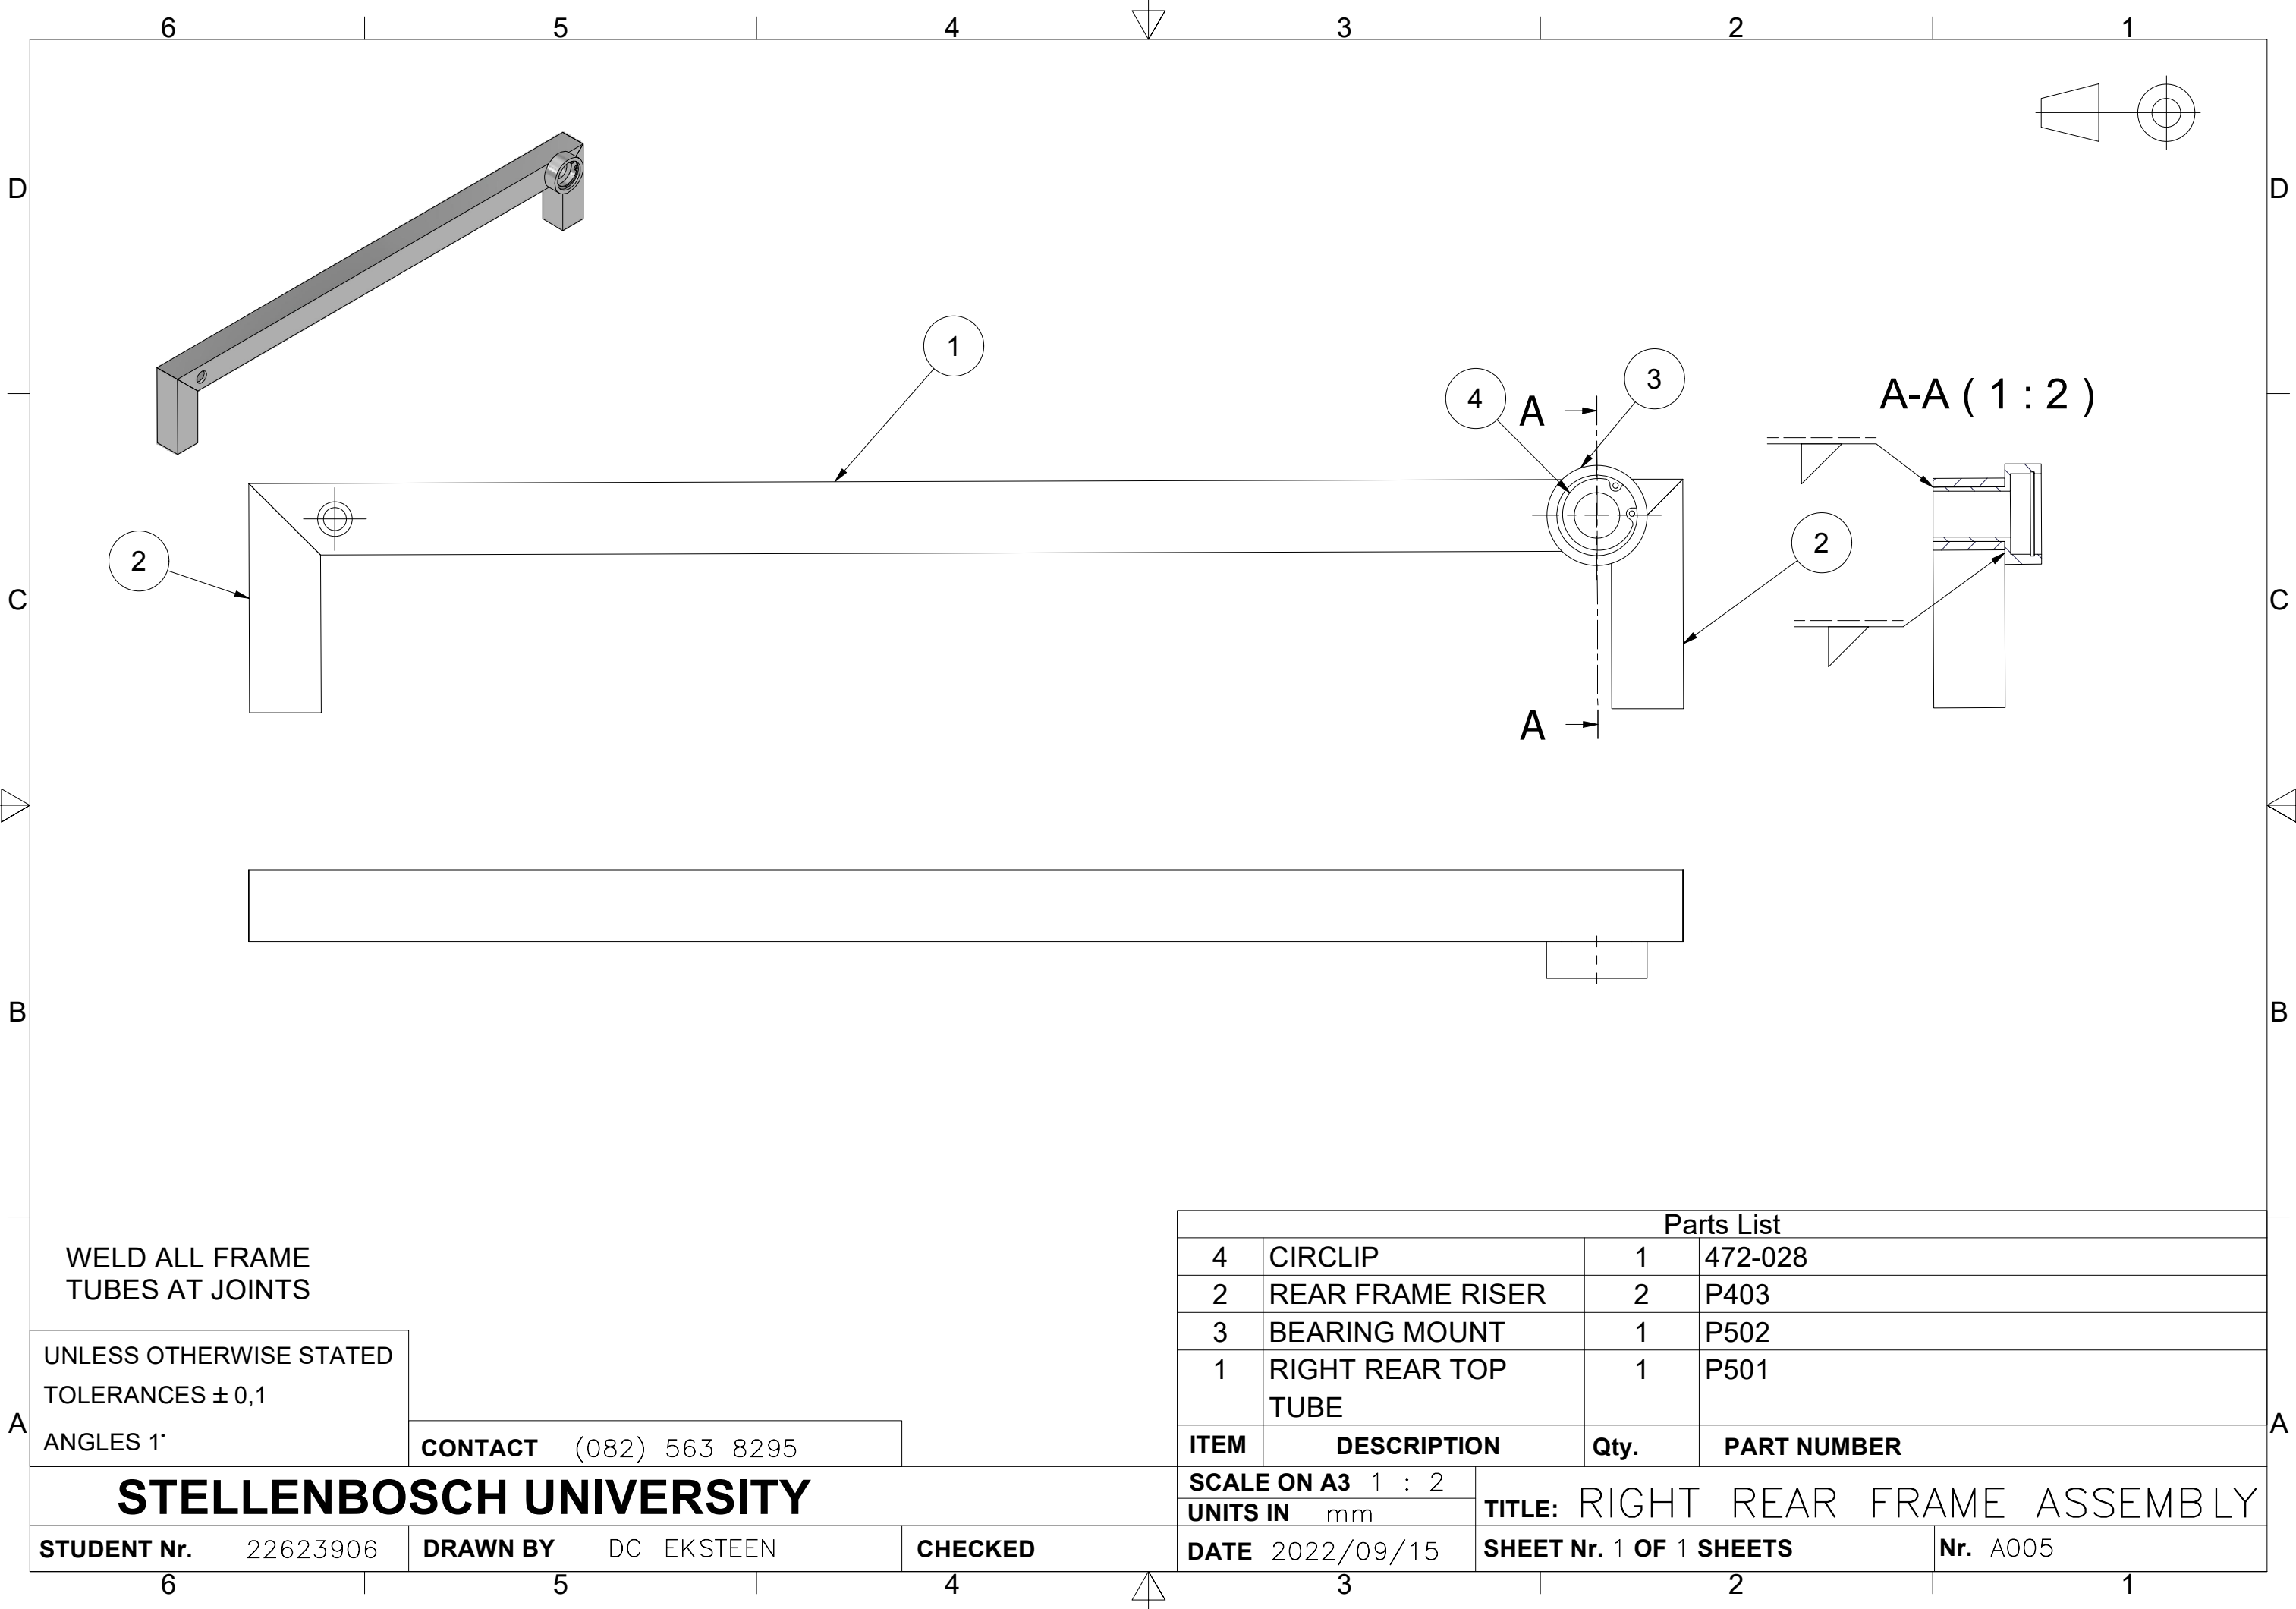 6 5 4 3 2 1
D D
1
4
A
3
A-A ( 1 : 2 )
2
2
C C
A
B B
WELD ALL FRAME
TUBES AT JOINTS
UNLESS OTHERWISE STATED
TOLERANCES ± 0,1
ANGLES 1°
A A
CONTACT (082) 563 8295
Parts List
4 CIRCLIP 1 472-028
2 REAR FRAME RISER 2 P403
3 BEARING MOUNT 1 P502
1 RIGHT REAR TOP 1 P501
TUBE
ITEM DESCRIPTION Qty. PART NUMBER
STELLENBOSCH UNIVERSITY
SCALE ON A3 1 : 2
UNITS IN mm
TITLE: RIGHT REAR FRAME ASSEMBLY
STUDENT Nr. 22623906 DRAWN BY DC EKSTEEN CHECKED
DATE 2022/09/15 SHEET Nr. 1 OF 1 SHEETS Nr. A005
6 5 4 3 2 1